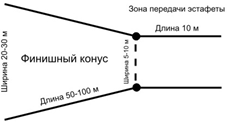 Зона передачи эстафеты
Длина 10 м
Ширина 20-30 м
Финишный конус
Ширина 5-10 м
Длина 50-100 м